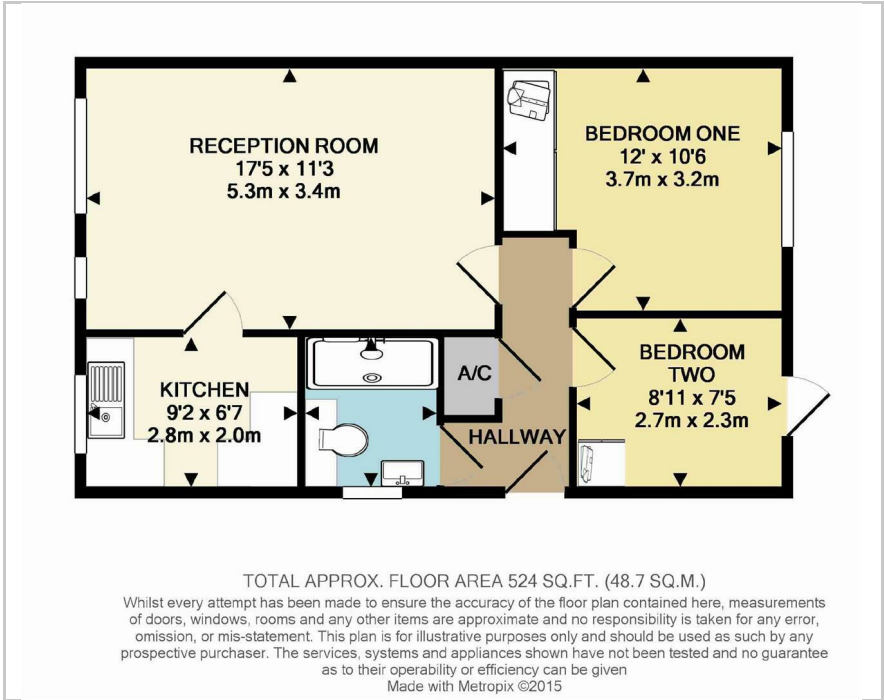 RECEPTION ROOM
17'5 x 11'3
5.3m x 3.4m
BEDROOM ONE
12' x 10'6
3.7m x 3.2m
KITCHEN
9'2 x 6'7
2.8m x 2.0m
A/C
HALLWAY
BEDROOM
TWO
8'11 x 7'5
2.7m x 2.3m
TOTAL APPROX. FLOOR AREA 524 SQ.FT. (48.7 SQ.M.)
Whilst every attempt has been made to ensure the accuracy of the floor plan contained here, measurements
of doors, windows, rooms and any other items are approximate and no responsibility is taken for any error,
omission, or mis-statement. This plan is for illustrative purposes only and should be used as such by any
prospective purchaser. The services, systems and appliances shown have not been tested and no guarantee
as to their operability or efficiency can be given
Made with Metropix ©2015